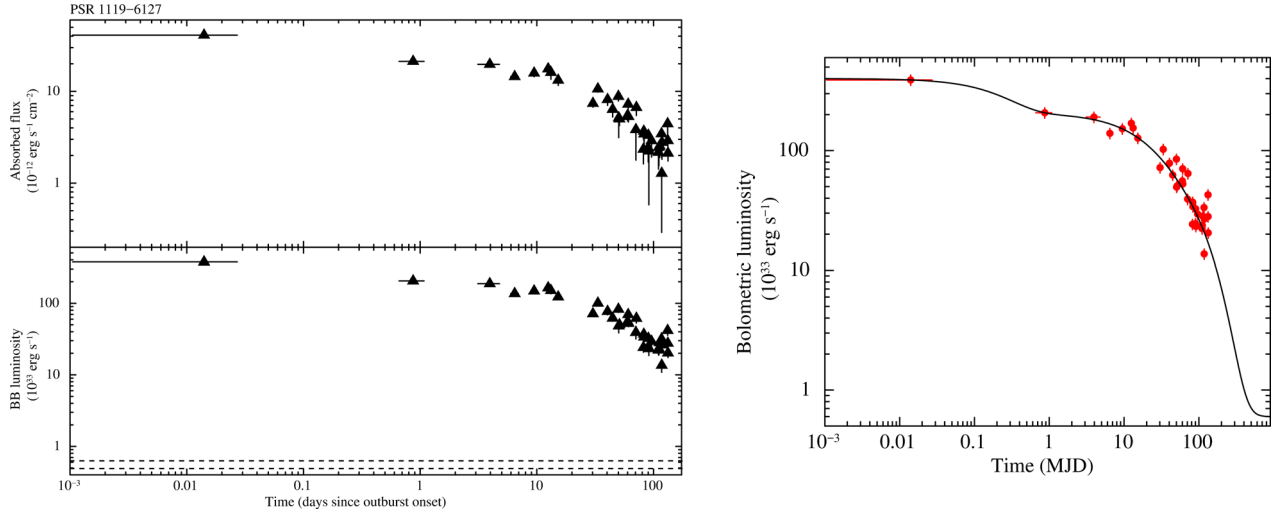 PSR 1119−6127
Absorbed flux
(10⁻¹² erg s⁻¹ cm⁻²)
10
1
BB luminosity
(10³³ erg s⁻¹)
100
10
1
10⁻³ 0.01 0.1 1 10 100
Time (days since outburst onset)
Bolometric luminosity
(10³³ erg s⁻¹)
100
10
1
10⁻³ 0.01 0.1 1 10 100
Time (MJD)